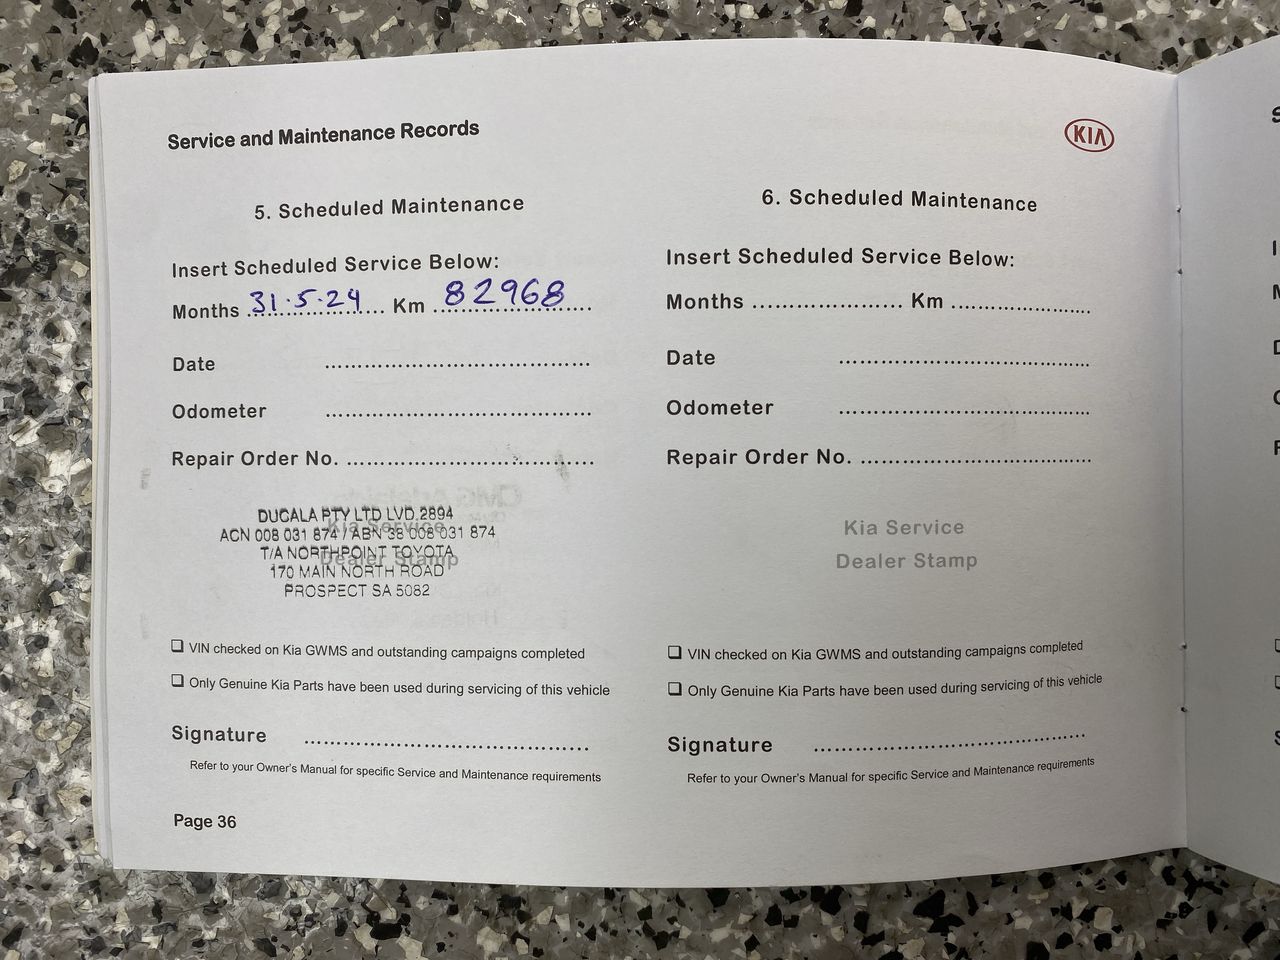 Service and Maintenance Records
KIA
5. Scheduled Maintenance
Insert Scheduled Service Below:
Months 31.5.24 Km 82968
Date
Odometer
Repair Order No.
Kia Service
Dealer Stamp
DUCALA PTY LTD LVD.2894
ACN 008 031 874 / ABN 36 008 031 874
T/A NORTHPOINT TOYOTA
170 MAIN NORTH ROAD
PROSPECT SA 5082
❑ VIN checked on Kia GWMS and outstanding campaigns completed
❑ Only Genuine Kia Parts have been used during servicing of this vehicle
Signature
Refer to your Owner's Manual for specific Service and Maintenance requirements
Page 36
6. Scheduled Maintenance
Insert Scheduled Service Below:
Months ........................ Km ........................
Date
Odometer
Repair Order No.
Kia Service
Dealer Stamp
❑ VIN checked on Kia GWMS and outstanding campaigns completed
❑ Only Genuine Kia Parts have been used during servicing of this vehicle
Signature
Refer to your Owner's Manual for specific Service and Maintenance requirements